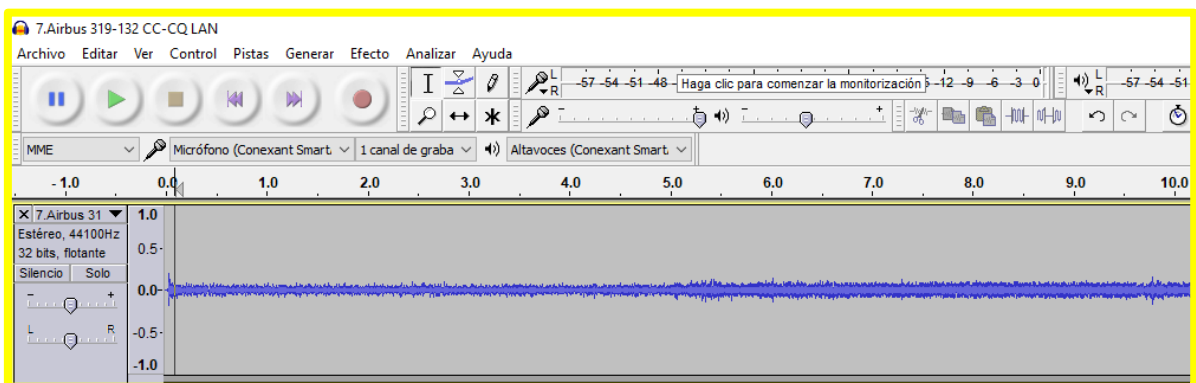 7.Airbus 319-132 CC-CQ LAN
Archivo Editar Ver Control Pistas Generar Efecto Analizar Ayuda
L R -57 -54 -51 -48 Haga clic para comenzar la monitorización -12 -9 -6 -3 0 L R -57 -54 -51
- + - +
MME Micrófono (Conexant Smart. 1 canal de graba Altavoces (Conexant Smart.
- 1.0 0.0 1.0 2.0 3.0 4.0 5.0 6.0 7.0 8.0 9.0 10.0
X 7.Airbus 31 1.0
Estéreo, 44100Hz
32 bits, flotante 0.5-
Silencio Solo
- + 0.0-
L R -0.5-
-1.0